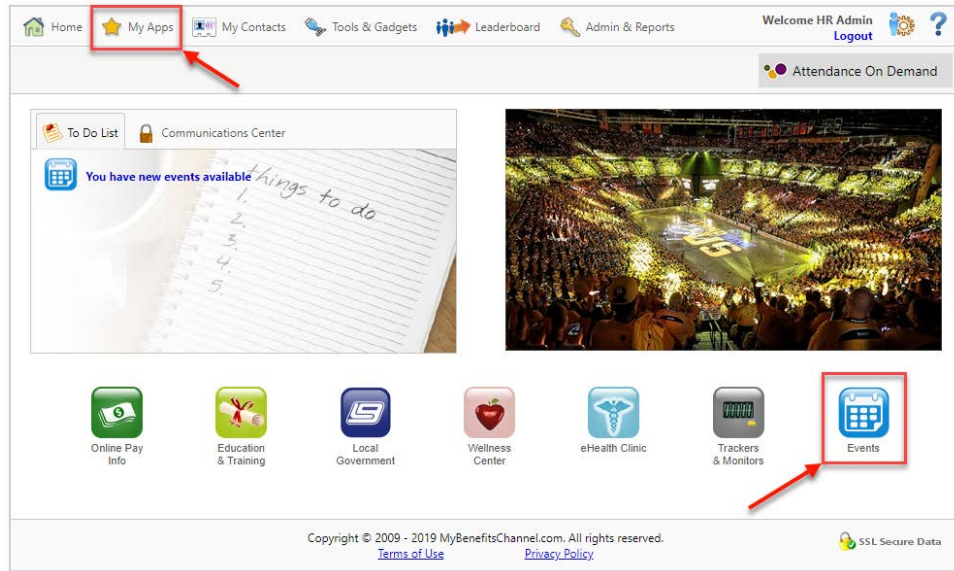 Home My Apps My Contacts Tools & Gadgets Leaderboard Admin & Reports Welcome HR Admin
Logout ?
Attendance On Demand
To Do List Communications Center
You have new events available
things to do
1.
2.
3.
4.
5.
Online Pay
Info
Education
& Training
Local
Government
Wellness
Center
eHealth Clinic
Trackers
& Monitors
Events
Copyright © 2009 - 2019 MyBenefitsChannel.com. All rights reserved.
Terms of Use Privacy Policy
SSL Secure Data